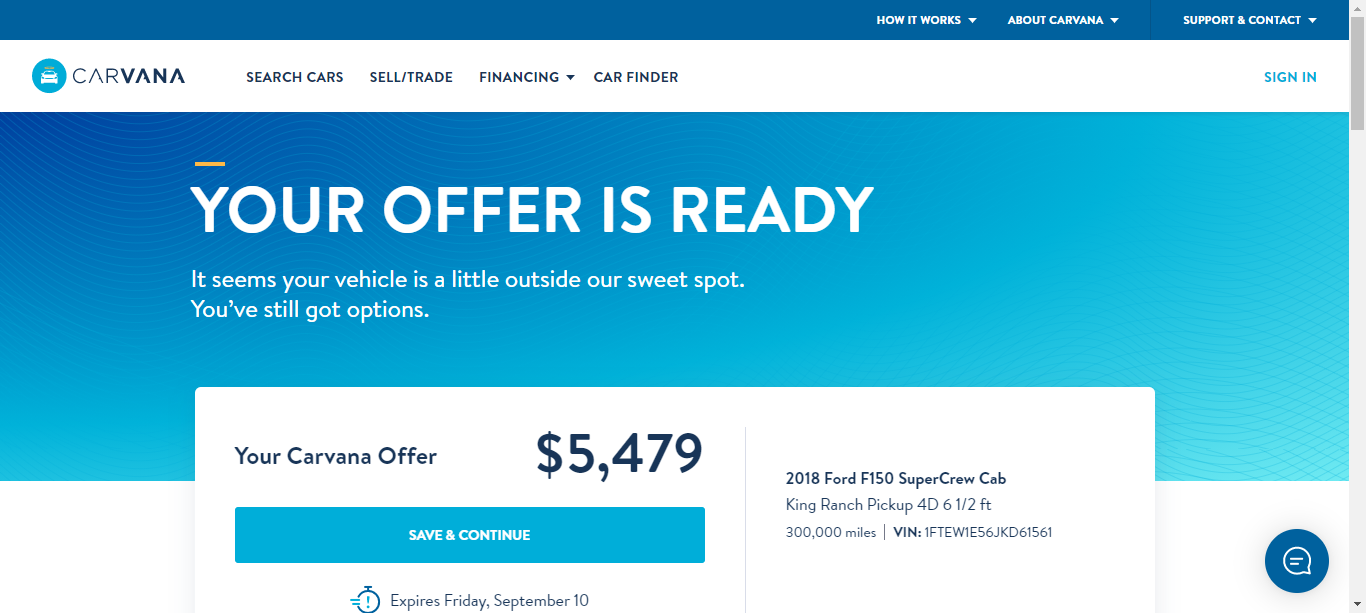 HOW IT WORKS ABOUT CARVANA SUPPORT & CONTACT
CARVANA SEARCH CARS SELL/TRADE FINANCING CAR FINDER SIGN IN
YOUR OFFER IS READY
It seems your vehicle is a little outside our sweet spot.
You’ve still got options.
Your Carvana Offer $5,479
SAVE & CONTINUE
Expires Friday, September 10
2018 Ford F150 SuperCrew Cab
King Ranch Pickup 4D 6 1/2 ft
300,000 miles | VIN: 1FTEW1E56JKD61561